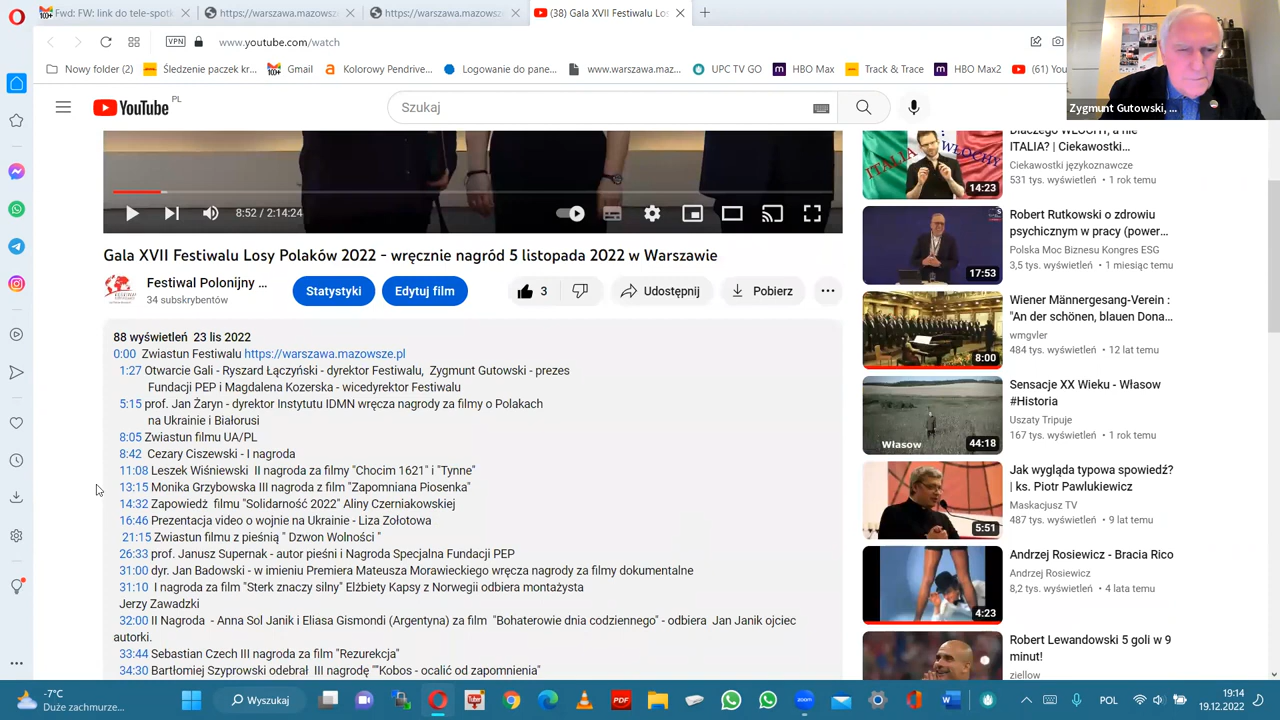 Fwd: FW: link do tele-spotk
https://warszawa.mazowsz
https://warszawa.mazowsz
(38) Gala XVII Festiwalu Los
VPN
www.youtube.com/watch
Nowy folder (2)
Śledzenie paczek kr...
Gmail
Kolorowy Pendrive...
Logowanie do pane...
www.warszawa.maz...
UPC TV GO
HBO Max
Track & Trace
HBO Max2
(61) You
Zygmunt Gutowski, ...
YouTube PL
Szukaj
8:52 / 2:14:24
Gala XVII Festiwalu Losy Polaków 2022 - wręcznie nagród 5 listopada 2022 w Warszawie
Festiwal Polonijny ...
34 subskrybentów
Statystyki
Edytuj film
3
Udostępnij
Pobierz
88 wyświetleń 23 lis 2022
0:00 Zwiastun Festiwalu https://warszawa.mazowsze.pl
1:27 Otwarcie Gali - Ryszard Łączyński - dyrektor Festiwalu, Zygmunt Gutowski - prezes
Fundacji PEP i Magdalena Kozerska - wicedyrektor Festiwalu
5:15 prof. Jan Żaryn - dyrektor Instytutu IDMN wręcza nagrody za filmy o Polakach
na Ukrainie i Białorusi
8:05 Zwiastun filmu UA/PL
8:42 Cezary Ciszewski - I nagroda
11:08 Leszek Wiśniewski II nagroda za filmy "Chocim 1621" i "Tynne"
13:15 Monika Grzybowska III nagroda z film "Zapomniana Piosenka"
14:32 Zapowiedź filmu "Solidarność 2022" Aliny Czerniakowskiej
16:46 Prezentacja video o wojnie na Ukrainie - Liza Zołotowa
21:15 Zwiastun filmu z pieśnią " Dzwon Wolności "
26:33 prof. Janusz Supernak - autor pieśni i Nagroda Specjalna Fundacji PEP
31:00 dyr. Jan Badowski - w imieniu Premiera Mateusza Morawieckiego wręcza nagrody za filmy dokumentalne
31:10 I nagroda za film "Sterk znaczy silny" Elżbiety Kapsy z Norwegii odbiera montażysta
Jerzy Zawadzki
32:00 II Nagroda - Anna Sol Janik i Eliasa Gismondi (Argentyna) za film "Bohaterowie dnia codziennego" - odbiera Jan Janik ojciec
autorki.
33:44 Sebastian Czech III nagroda za film "Rezurekcja"
34:30 Bartłomiej Szyprowski odebrał III nagrodę '"Kobos - ocalić od zapomnienia"
ITALIA
WŁOCHY
14:23
Dlaczego WŁOCHY, a nie
ITALIA? | Ciekawostki...
Ciekawostki językoznawcze
531 tys. wyświetleń • 1 rok temu
17:53
Robert Rutkowski o zdrowiu
psychicznym w pracy (power...
Polska Moc Biznesu Kongres ESG
3,5 tys. wyświetleń • 1 miesiąc temu
8:00
Wiener Männergesang-Verein :
"An der schönen, blauen Dona...
wmgvler
484 tys. wyświetleń • 12 lat temu
Własow
44:18
Sensacje XX Wieku - Własow
#Historia
Uszaty Tripuje
167 tys. wyświetleń • 1 rok temu
5:51
Jak wygląda typowa spowiedź?
| ks. Piotr Pawlukiewicz
Maskacjusz TV
487 tys. wyświetleń • 9 lat temu
4:23
Andrzej Rosiewicz - Bracia Rico
Andrzej Rosiewicz
8,2 tys. wyświetleń • 4 lata temu
Robert Lewandowski 5 goli w 9
minut!
ziellow
-7°C
Duże zachmurze...
Wyszukaj
PDF
zoom
POL
19:14
19.12.2022